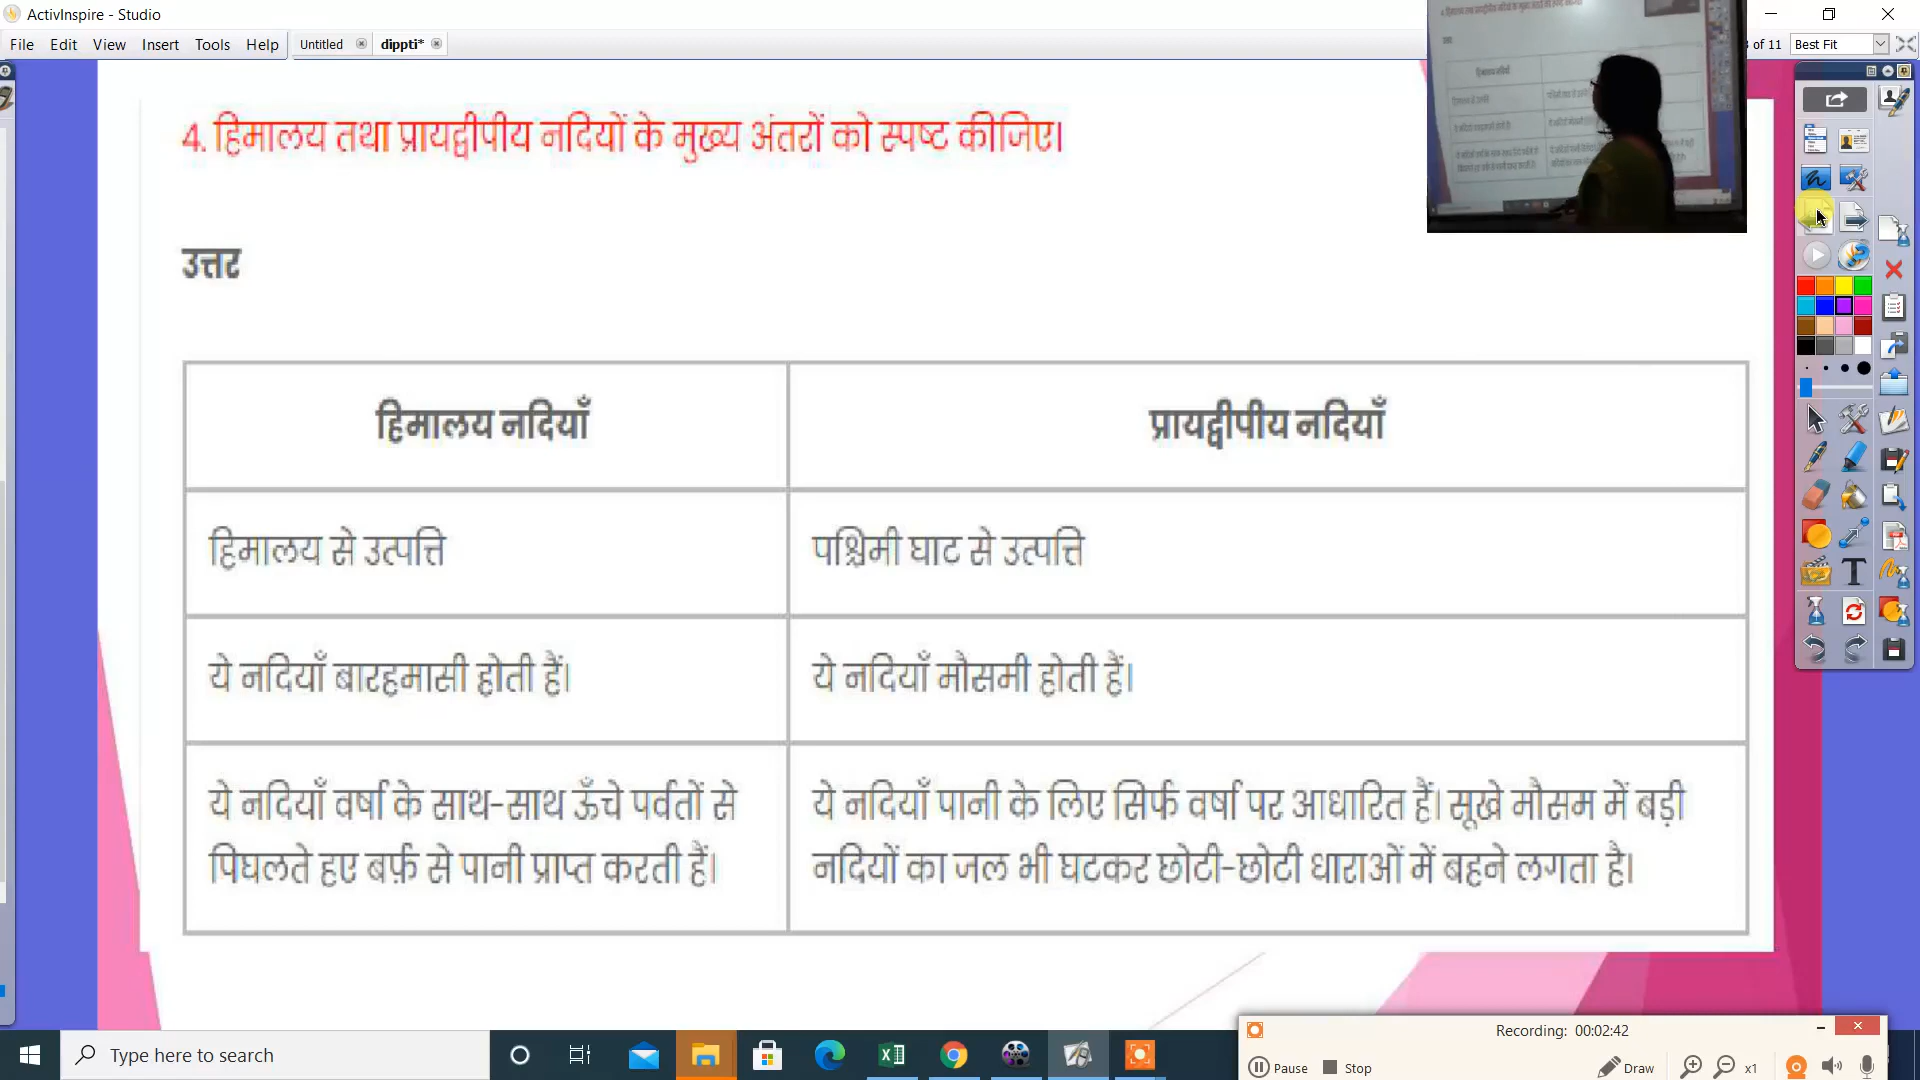 ActivInspire - Studio
File Edit View Insert Tools Help Untitled dippti* of 11 Best Fit
4. हिमालय तथा प्रायद्वीपीय नदियों के मुख्य अंतरों को स्पष्ट कीजिए।
उत्तर
हिमालय नदियाँ प्रायद्वीपीय नदियाँ
हिमालय से उत्पत्ति पश्चिमी घाट से उत्पत्ति
ये नदियाँ बारहमासी होती हैं। ये नदियाँ मौसमी होती हैं।
ये नदियाँ वर्षा के साथ-साथ ऊँचे पर्वतों से
पिघलते हुए बर्फ़ से पानी प्राप्त करती हैं।
ये नदियाँ पानी के लिए सिर्फ वर्षा पर आधारित हैं। सूखे मौसम में बड़ी
नदियों का जल भी घटकर छोटी-छोटी धाराओं में बहने लगता है।
Recording: 00:02:42
Type here to search
Pause Stop Draw x1